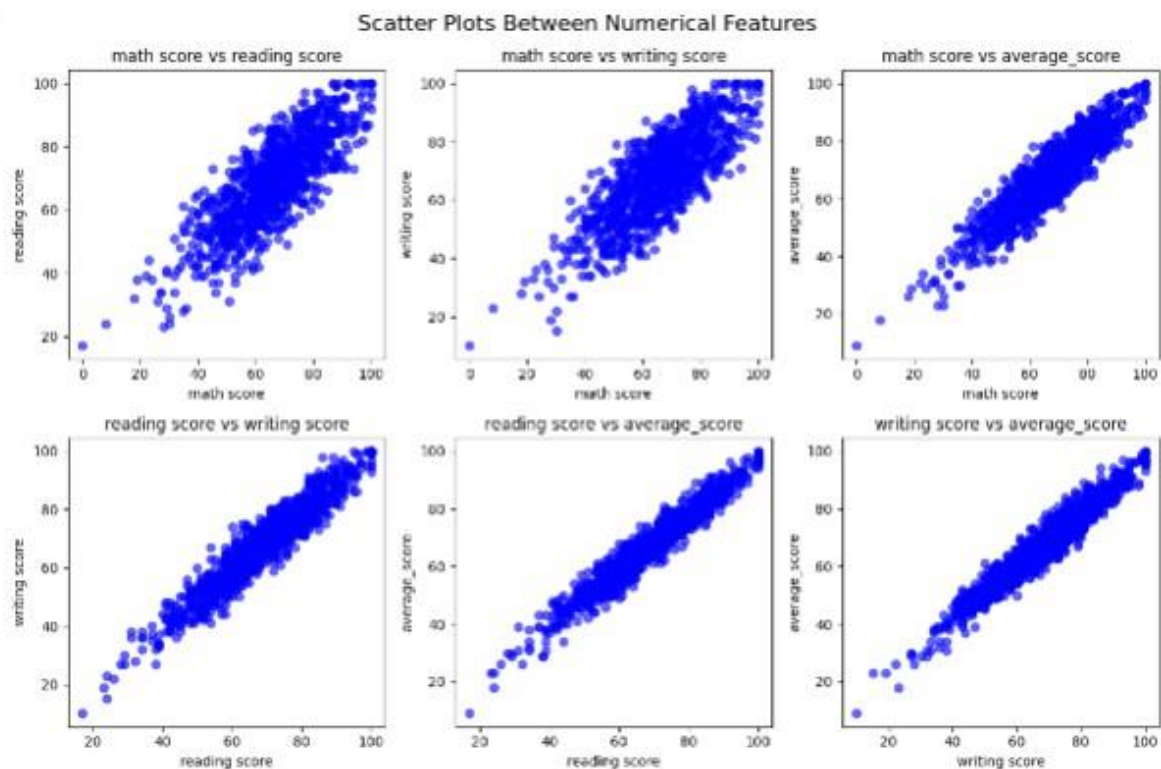 Scatter Plots Between Numerical Features
math score vs reading score
100
80
60
40
20
reading score
0 20 40 60 80 100
math score
math score vs writing score
100
80
60
40
20
writing score
0 20 40 60 80 100
math score
math score vs average_score
100
80
60
40
20
average_score
0 20 40 60 80 100
math score
reading score vs writing score
100
80
60
40
20
writing score
20 40 60 80 100
reading score
reading score vs average_score
100
80
60
40
20
average_score
20 40 60 80 100
reading score
writing score vs average_score
100
80
60
40
20
average_score
20 40 60 80 100
writing score